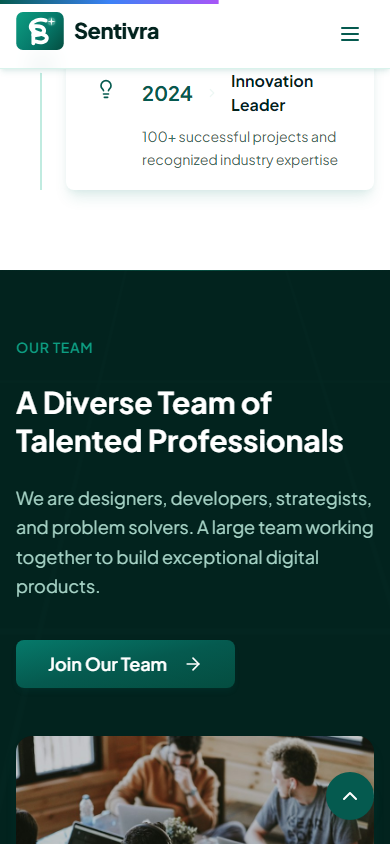 Sentivra
2024
Innovation
Leader
100+ successful projects and
recognized industry expertise
OUR TEAM
A Diverse Team of
Talented Professionals
We are designers, developers, strategists,
and problem solvers. A large team working
together to build exceptional digital
products.
Join Our Team